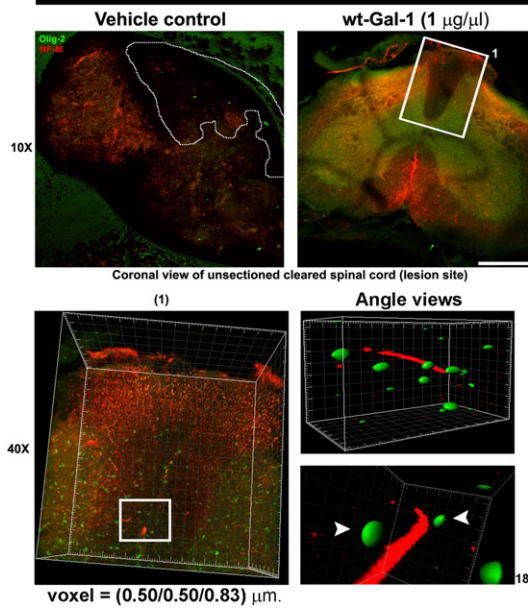 Vehicle control
wt-Gal-1 (1 μg/μl)
Olig-2
NF-M
1
10X
Coronal view of unsectioned cleared spinal cord (lesion site)
(1)
Angle views
40X
18
voxel = (0.50/0.50/0.83) μm.